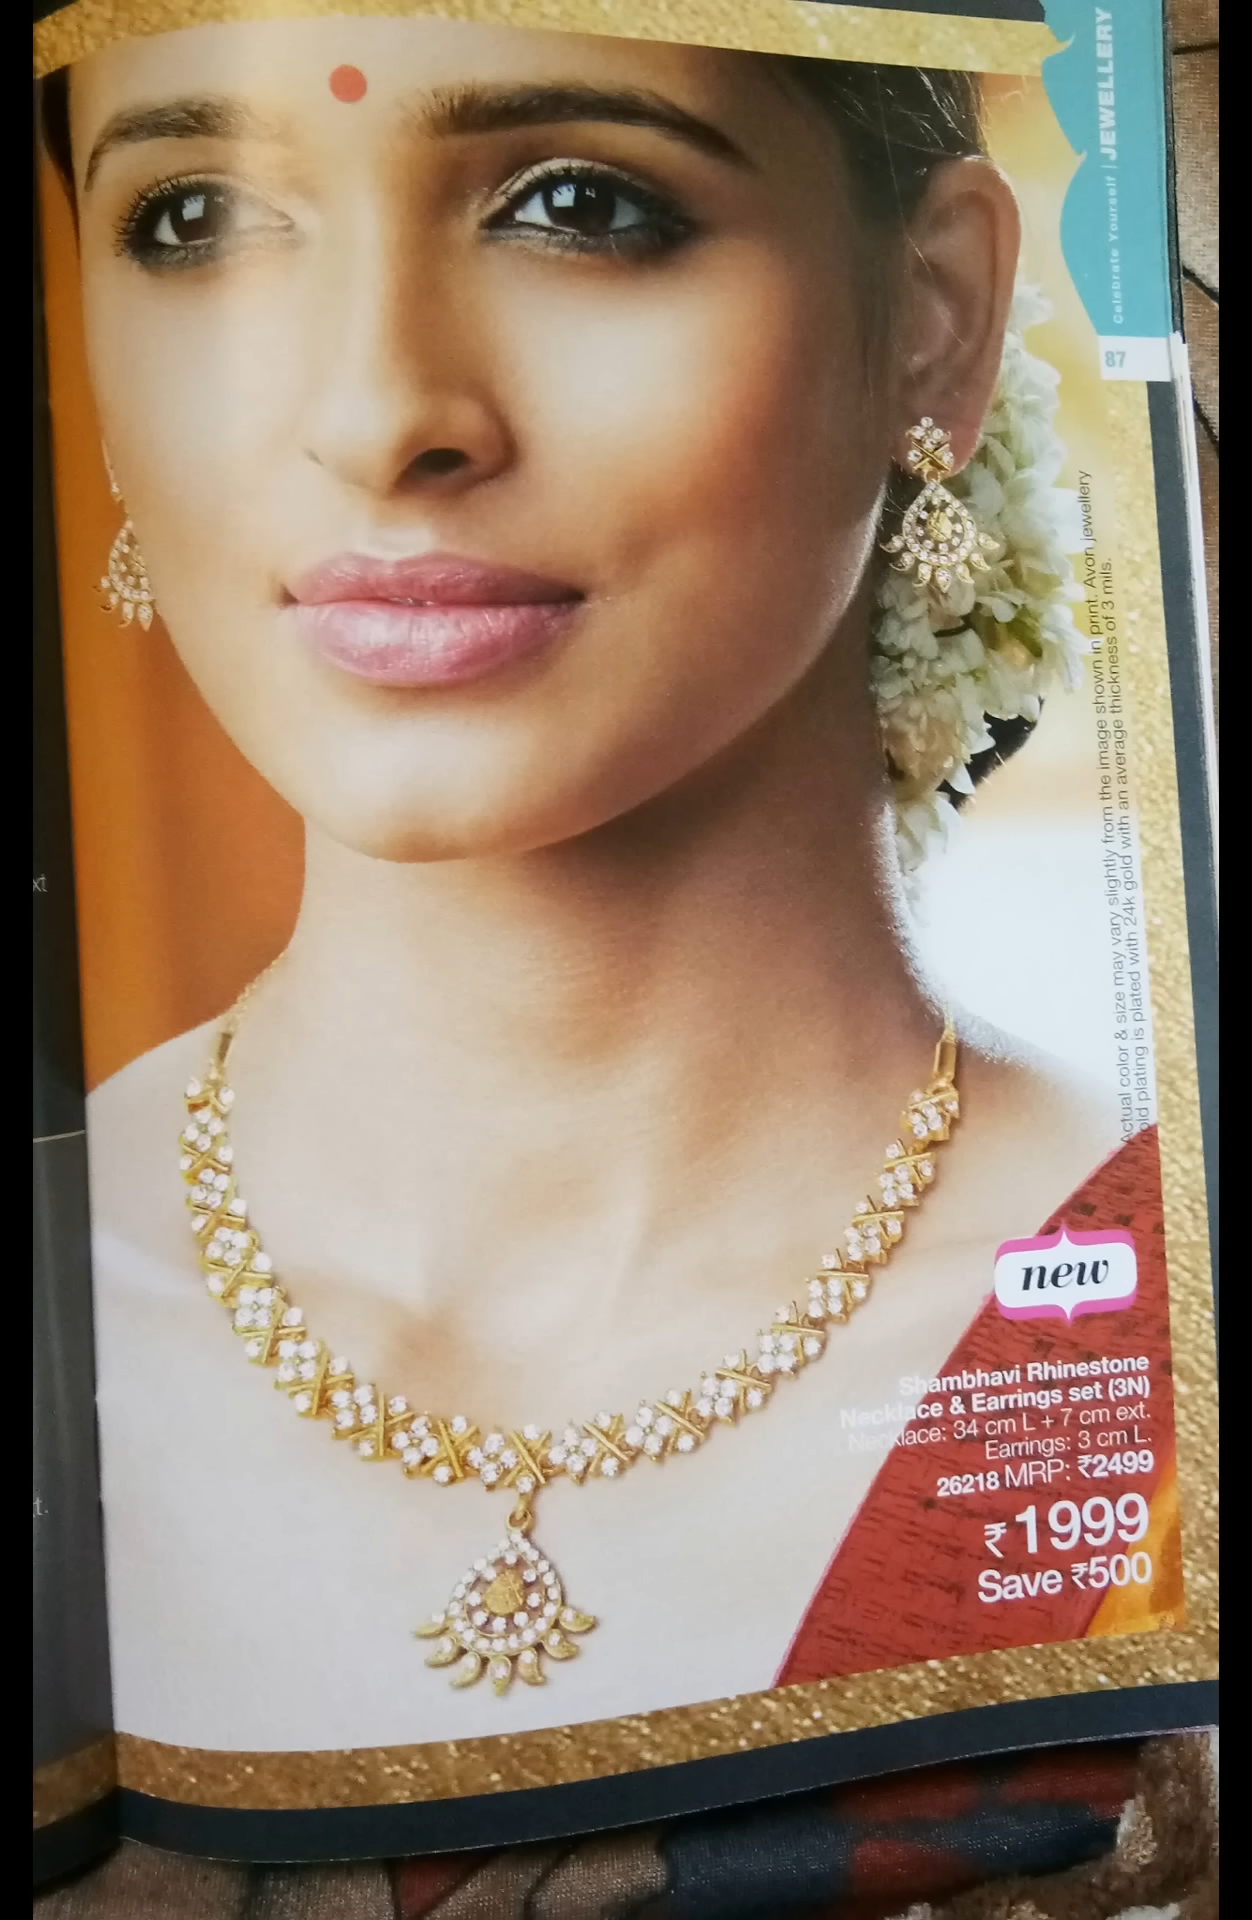 Celebrate Yourself | JEWELLERY
87
Actual color & size may vary slightly from the image shown in print. Avon jewellery
gold plating is plated with 24k gold with an average thickness of 3 mils.
new
Shambhavi Rhinestone
Necklace & Earrings set (3N)
Necklace: 34 cm L + 7 cm ext.
Earrings: 3 cm L.
26218 MRP: ₹2499
₹1999
Save ₹500
xt
t.